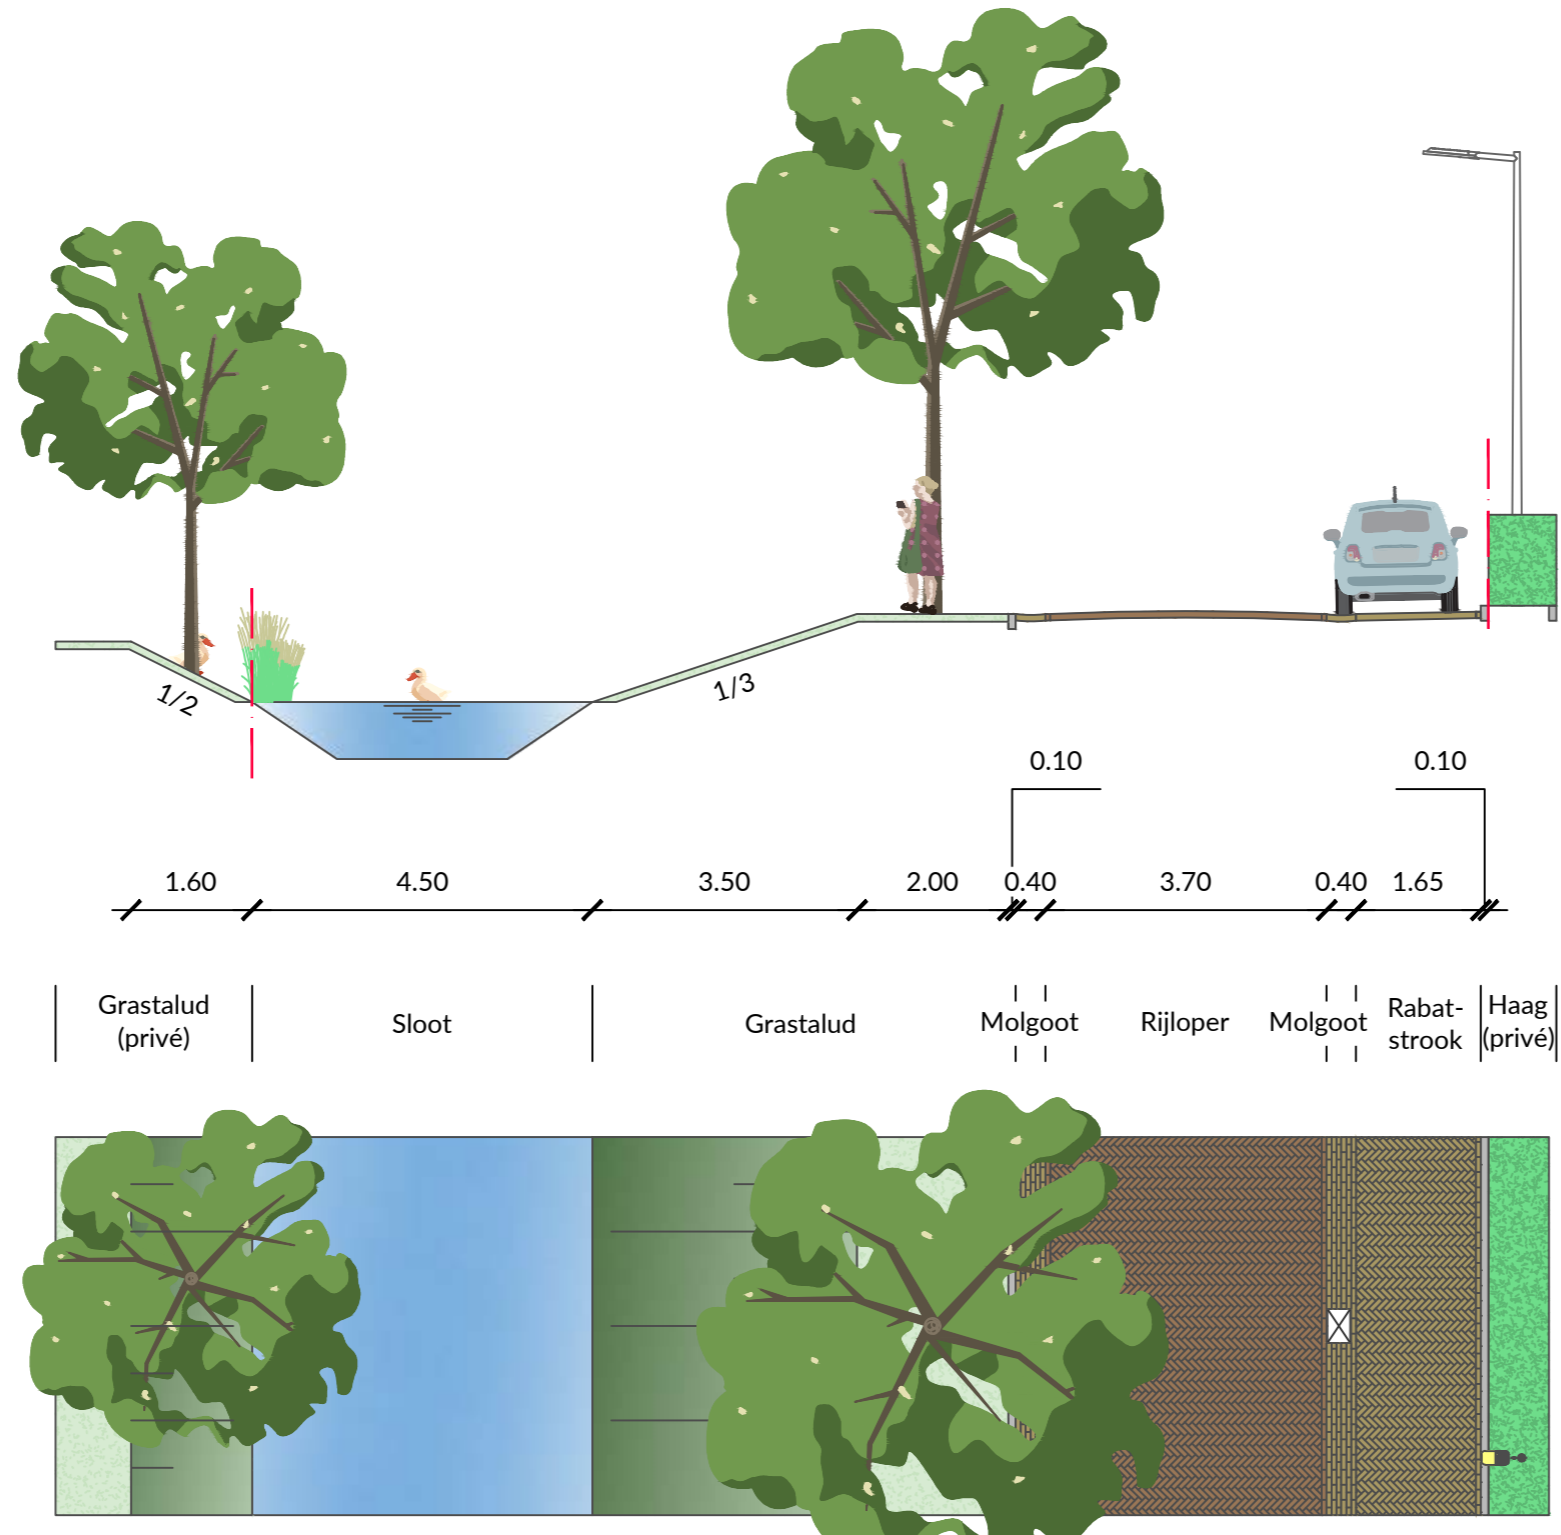 1/2
1/3
0.10
0.10
1.60
4.50
3.50
2.00
0.40
3.70
0.40
1.65
Grastalud
(privé)
Sloot
Grastalud
Molgoot
Rijloper
Molgoot
Rabat-
strook
Haag
(privé)